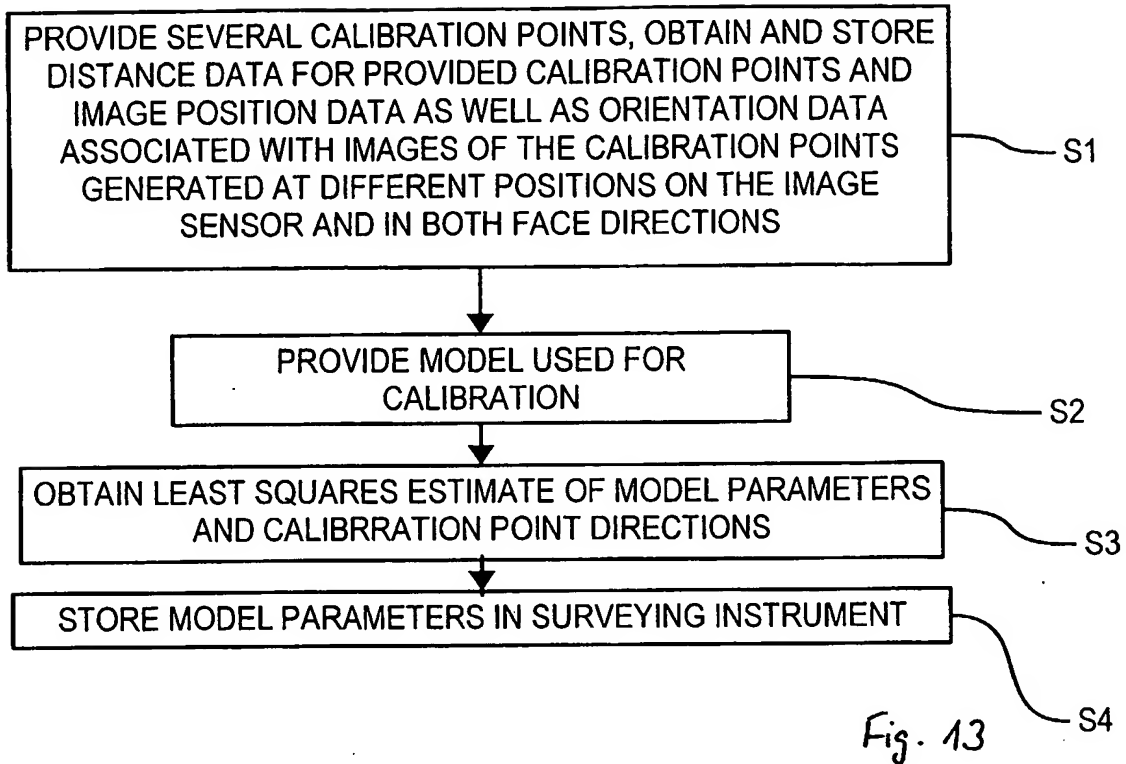 PROVIDE SEVERAL CALIBRATION POINTS, OBTAIN AND STORE
DISTANCE DATA FOR PROVIDED CALIBRATION POINTS AND
IMAGE POSITION DATA AS WELL AS ORIENTATION DATA
ASSOCIATED WITH IMAGES OF THE CALIBRATION POINTS
GENERATED AT DIFFERENT POSITIONS ON THE IMAGE
SENSOR AND IN BOTH FACE DIRECTIONS
S1
PROVIDE MODEL USED FOR
CALIBRATION
S2
OBTAIN LEAST SQUARES ESTIMATE OF MODEL PARAMETERS
AND CALIBRRATION POINT DIRECTIONS
S3
STORE MODEL PARAMETERS IN SURVEYING INSTRUMENT
S4
Fig. 13